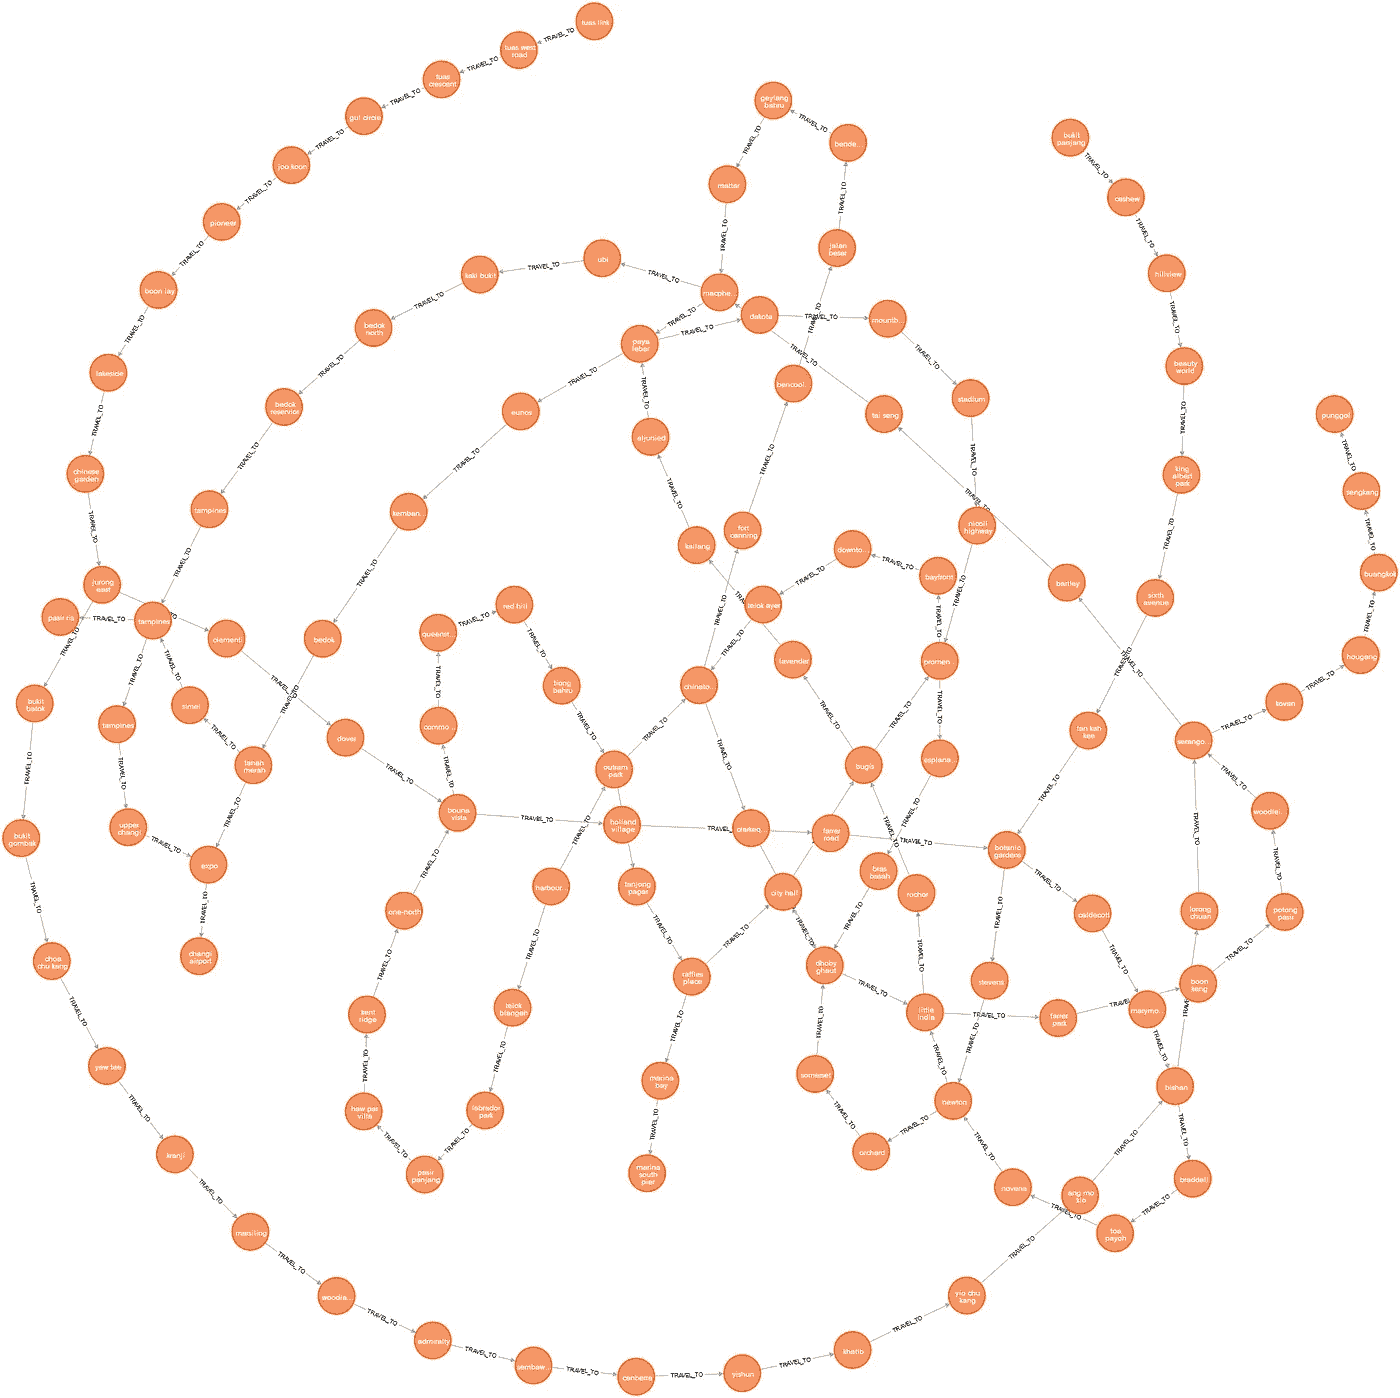 tuas link
TRAVEL_TO
tuas west
road
TRAVEL_TO
tuas
crescent
TRAVEL_TO
gul circle
TRAVEL_TO
joo koon
TRAVEL_TO
pioneer
TRAVEL_TO
boon lay
TRAVEL_TO
lakeside
TRAVEL_TO
chinese
garden
TRAVEL_TO
jurong
east
geylang
bahru
TRAVEL_TO
bende...
TRAVEL_TO
mattar
TRAVEL_TO
TRAVEL_TO
jalan
besar
TRAVEL_TO
macphe...
TRAVEL_TO
ubi
TRAVEL_TO
kaki bukit
TRAVEL_TO
bedok
north
TRAVEL_TO
bedok
reservior
TRAVEL_TO
tampines
TRAVEL_TO
tampines
TRAVEL_TO
pasir ris
TRAVEL_TO
dakota
TRAVEL_TO
mountb...
TRAVEL_TO
stadium
TRAVEL_TO
nicoll
highway
TRAVEL_TO
paya
lebar
TRAVEL_TO
TRAVEL_TO
eunos
TRAVEL_TO
kemban...
TRAVEL_TO
bedok
TRAVEL_TO
tanah
merah
TRAVEL_TO
simei
TRAVEL_TO
TRAVEL_TO
tampines
TRAVEL_TO
upper
changi
TRAVEL_TO
expo
TRAVEL_TO
TRAVEL_TO
changi
airport
TRAVEL_TO
aljunied
TRAVEL_TO
kallang
lavender
TRAVEL_TO
bencool...
TRAVEL_TO
fort
canning
TRAVEL_TO
tai seng
TRAVEL_TO
TRAVEL_TO
bartley
TRAVEL_TO
bukit
panjang
TRAVEL_TO
cashew
TRAVEL_TO
hillview
TRAVEL_TO
beauty
world
TRAVEL_TO
king
albert
park
TRAVEL_TO
sixth
avenue
TRAVEL_TO
tan kah
kee
TRAVEL_TO
botanic
gardens
punggol
TRAVEL_TO
sengkang
TRAVEL_TO
buangkok
TRAVEL_TO
hougang
TRAVEL_TO
kovan
TRAVEL_TO
serango...
TRAVEL_TO
woodlei...
TRAVEL_TO
potong
pasir
TRAVEL_TO
lorong
chuan
TRAVEL_TO
boon
keng
downto...
TRAVEL_TO
bayfront
TRAVEL_TO
telok ayer
TRAVEL_TO
TRAVEL_TO
promen...
TRAVEL_TO
esplana...
TRAVEL_TO
bras
basah
TRAVEL_TO
bugis
TRAVEL_TO
TRAVEL_TO
rochor
TRAVEL_TO
chinato...
TRAVEL_TO
TRAVEL_TO
clarkeq...
red hill
TRAVEL_TO
queenst...
TRAVEL_TO
TRAVEL_TO
tiong
bahru
TRAVEL_TO
commo...
TRAVEL_TO
outram
park
clementi
TRAVEL_TO
dover
TRAVEL_TO
bouna
vista
TRAVEL_TO
holland
village
TRAVEL_TO
farrer
road
TRAVEL_TO
city hall
TRAVEL_TO
tanjong
pagar
TRAVEL_TO
raffles
place
TRAVEL_TO
TRAVEL_TO
marina
bay
TRAVEL_TO
marina
south
pier
harbour...
TRAVEL_TO
TRAVEL_TO
telok
blangah
TRAVEL_TO
labrador
park
TRAVEL_TO
pasir
panjang
TRAVEL_TO
haw par
villa
TRAVEL_TO
kent
ridge
TRAVEL_TO
one-north
TRAVEL_TO
dhoby
ghaut
TRAVEL_TO
TRAVEL_TO
little
india
TRAVEL_TO
farrer
park
somerset
TRAVEL_TO
orchard
TRAVEL_TO
newton
TRAVEL_TO
TRAVEL_TO
stevens
TRAVEL_TO
TRAVEL_TO
caldecott
TRAVEL_TO
marymo...
TRAVEL_TO
bishan
TRAVEL_TO
braddell
TRAVEL_TO
toa
payoh
TRAVEL_TO
novena
TRAVEL_TO
ang mo
kio
TRAVEL_TO
yio chu
kang
TRAVEL_TO
khatib
TRAVEL_TO
yishun
TRAVEL_TO
canberra
TRAVEL_TO
sembaw...
TRAVEL_TO
admiralty
TRAVEL_TO
woodla...
TRAVEL_TO
marsiling
TRAVEL_TO
kranji
TRAVEL_TO
yew tee
TRAVEL_TO
choa
chu kang
TRAVEL_TO
bukit
gombak
TRAVEL_TO
bukit
batok
TRAVEL_TO